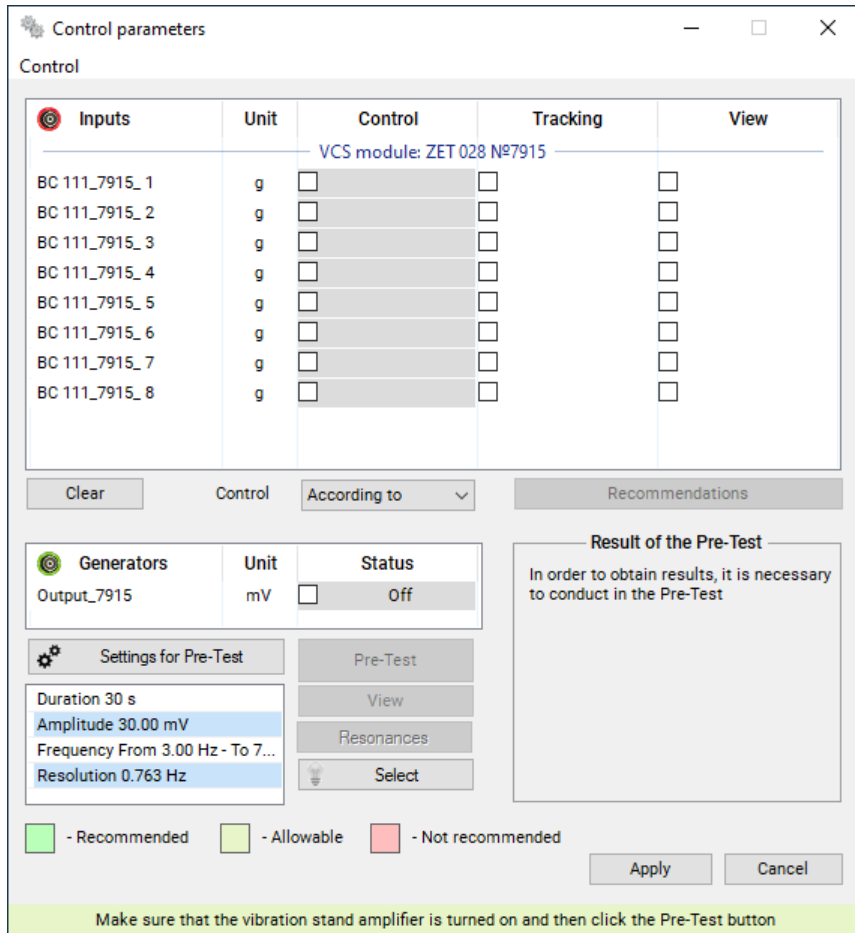 Control parameters
Control
Inputs Unit Control Tracking View
VCS module: ZET 028 №7915
BC 111_7915_ 1 g
BC 111_7915_ 2 g
BC 111_7915_ 3 g
BC 111_7915_ 4 g
BC 111_7915_ 5 g
BC 111_7915_ 6 g
BC 111_7915_ 7 g
BC 111_7915_ 8 g
Clear Control According to Recommendations
Generators Unit Status
Output_7915 mV Off
Result of the Pre-Test
In order to obtain results, it is necessary
to conduct in the Pre-Test
Settings for Pre-Test Pre-Test
Duration 30 s View
Amplitude 30.00 mV
Frequency From 3.00 Hz - To 7... Resonances
Resolution 0.763 Hz Select
- Recommended - Allowable - Not recommended
Apply Cancel
Make sure that the vibration stand amplifier is turned on and then click the Pre-Test button